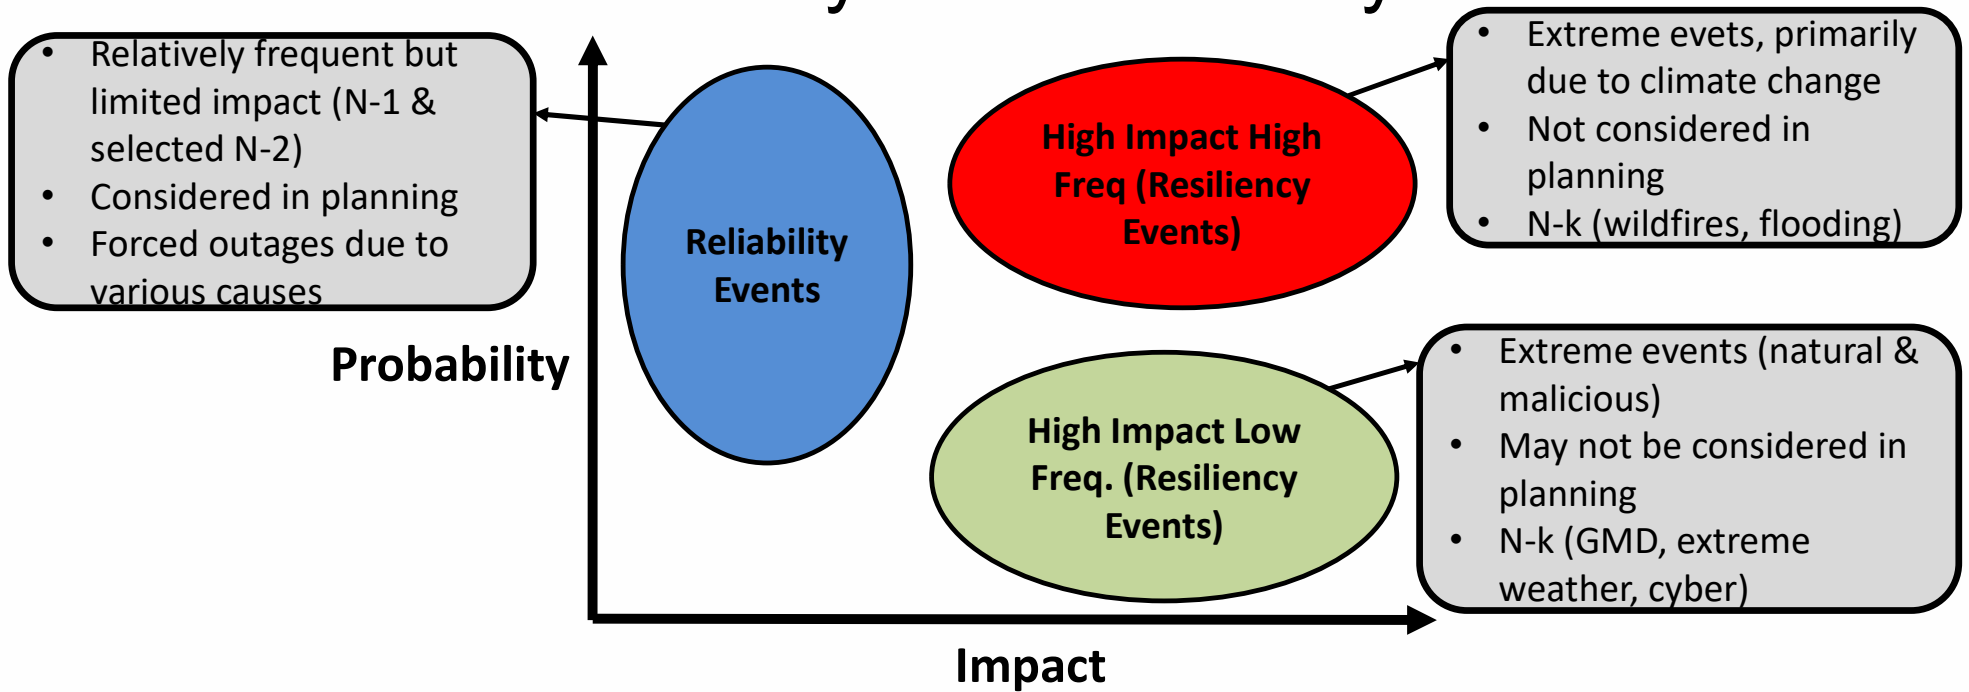 • Relatively frequent but
limited impact (N-1 &
selected N-2)
• Considered in planning
• Forced outages due to
various causes
Probability
Reliability
Events
High Impact High
Freq (Resiliency
Events)
• Extreme evets, primarily
due to climate change
• Not considered in
planning
• N-k (wildfires, flooding)
High Impact Low
Freq. (Resiliency
Events)
• Extreme events (natural &
malicious)
• May not be considered in
planning
• N-k (GMD, extreme
weather, cyber)
Impact